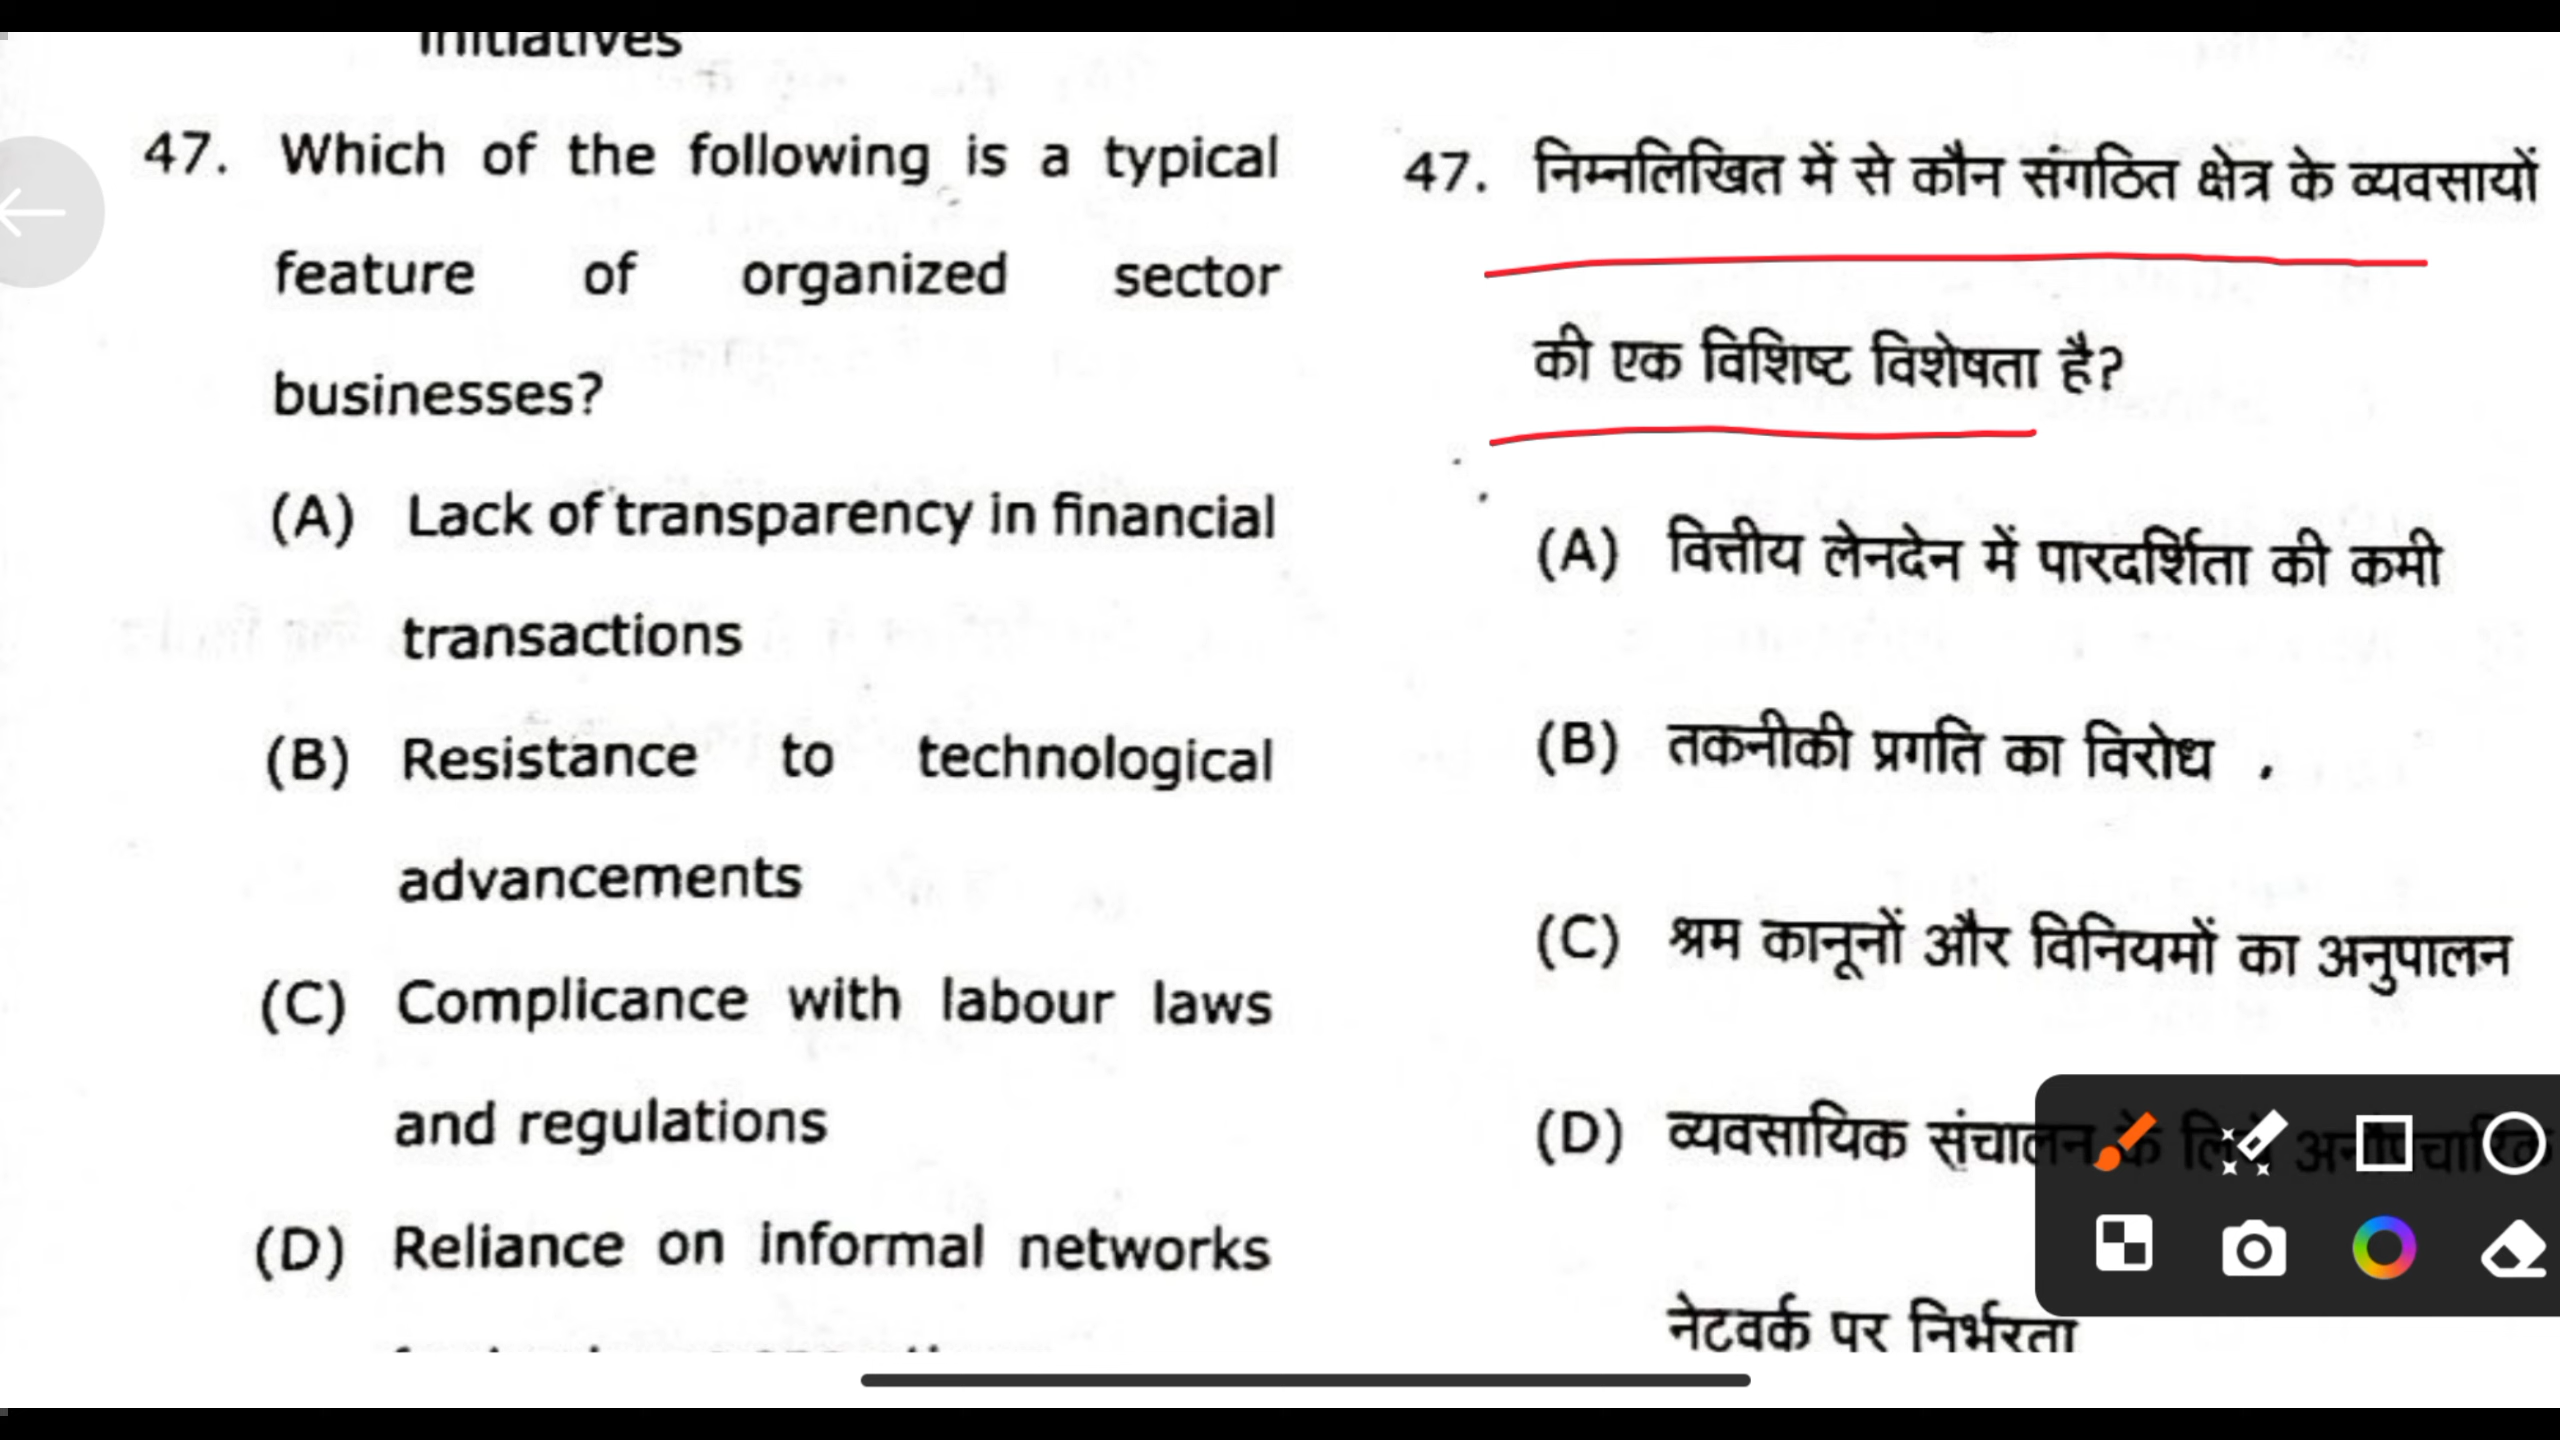 initiatives
47. Which of the following is a typical
feature of organized sector
businesses?
(A) Lack of transparency in financial
transactions
(B) Resistance to technological
advancements
(C) Complicance with labour laws
and regulations
(D) Reliance on informal networks
47. निम्नलिखित में से कौन संगठित क्षेत्र के व्यवसायों
की एक विशिष्ट विशेषता है?
(A) वित्तीय लेनदेन में पारदर्शिता की कमी
(B) तकनीकी प्रगति का विरोध
(C) श्रम कानूनों और विनियमों का अनुपालन
(D) व्यवसायिक संचालन के लिये अनौपचारिक
नेटवर्क पर निर्भरता